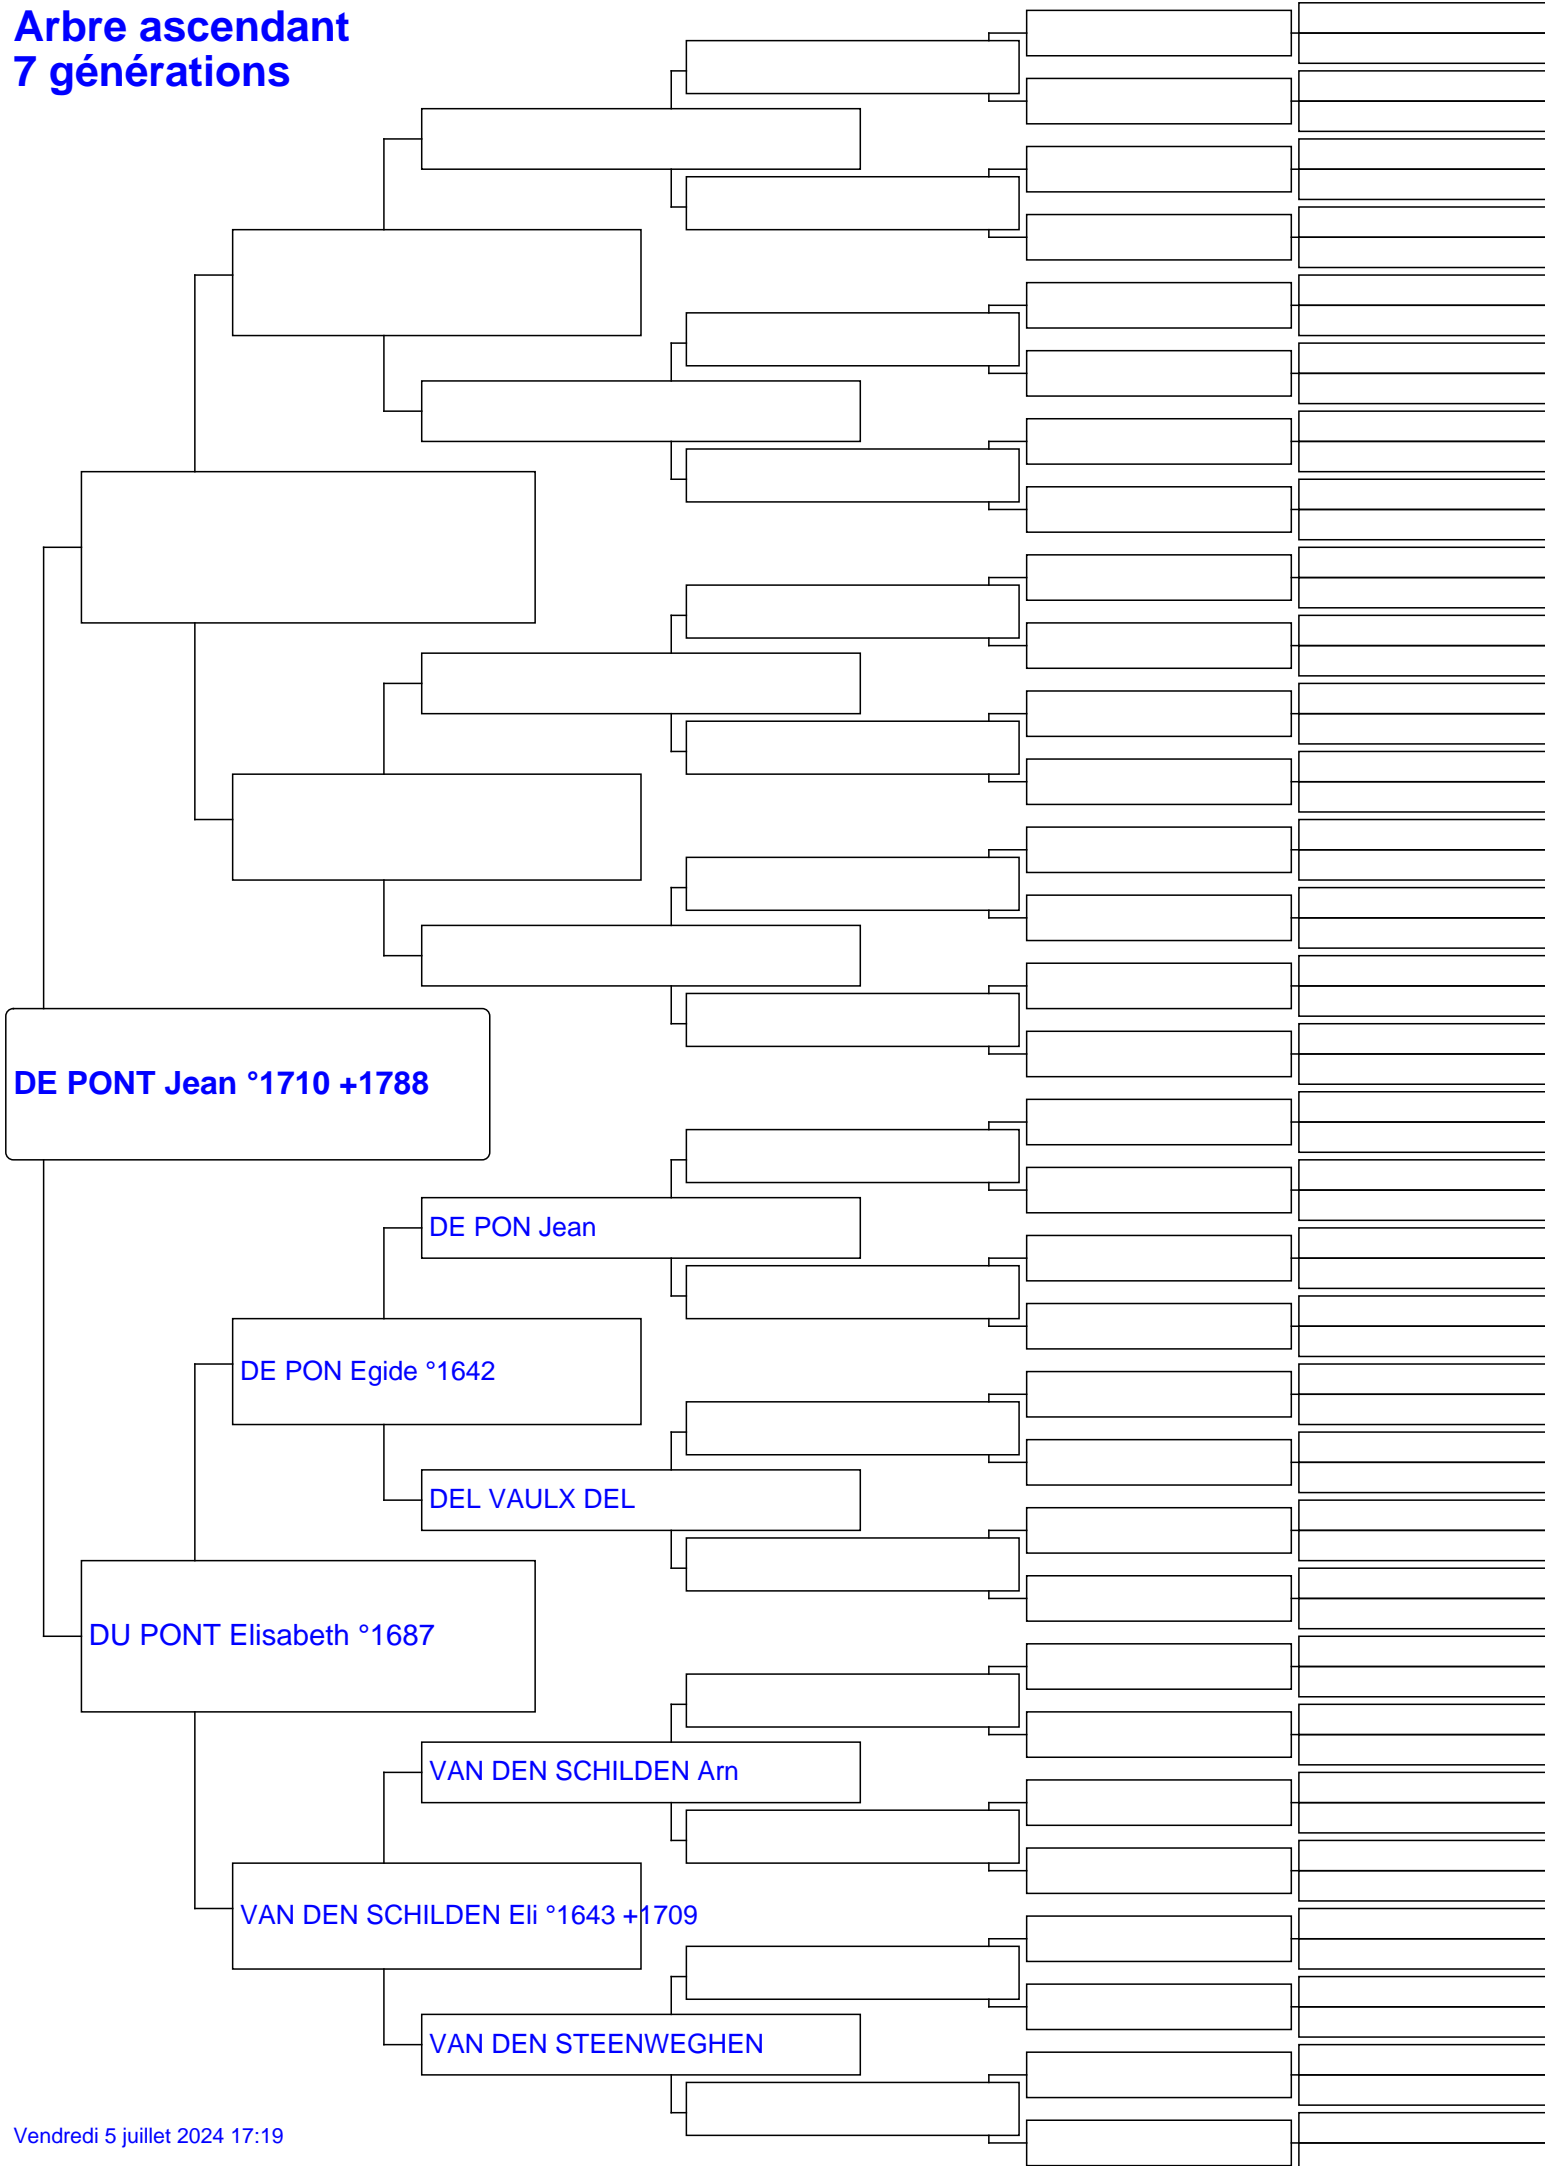 Arbre ascendant
7 générations
DE PONT Jean °1710 +1788
DE PON Jean
DE PON Egide °1642
DEL VAULX DEL
DU PONT Elisabeth °1687
VAN DEN SCHILDEN Arn
VAN DEN SCHILDEN Eli °1643 +1709
VAN DEN STEENWEGHEN
Vendredi 5 juillet 2024 17:19